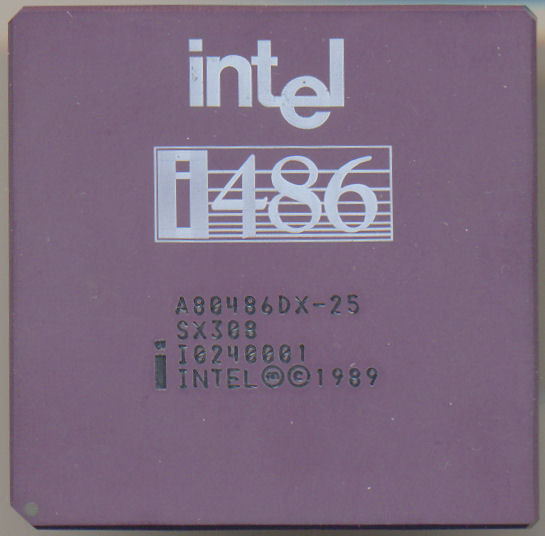 intel
i486
A80486DX-25
SX308
I0240001
i INTEL Ⓜ © 1989